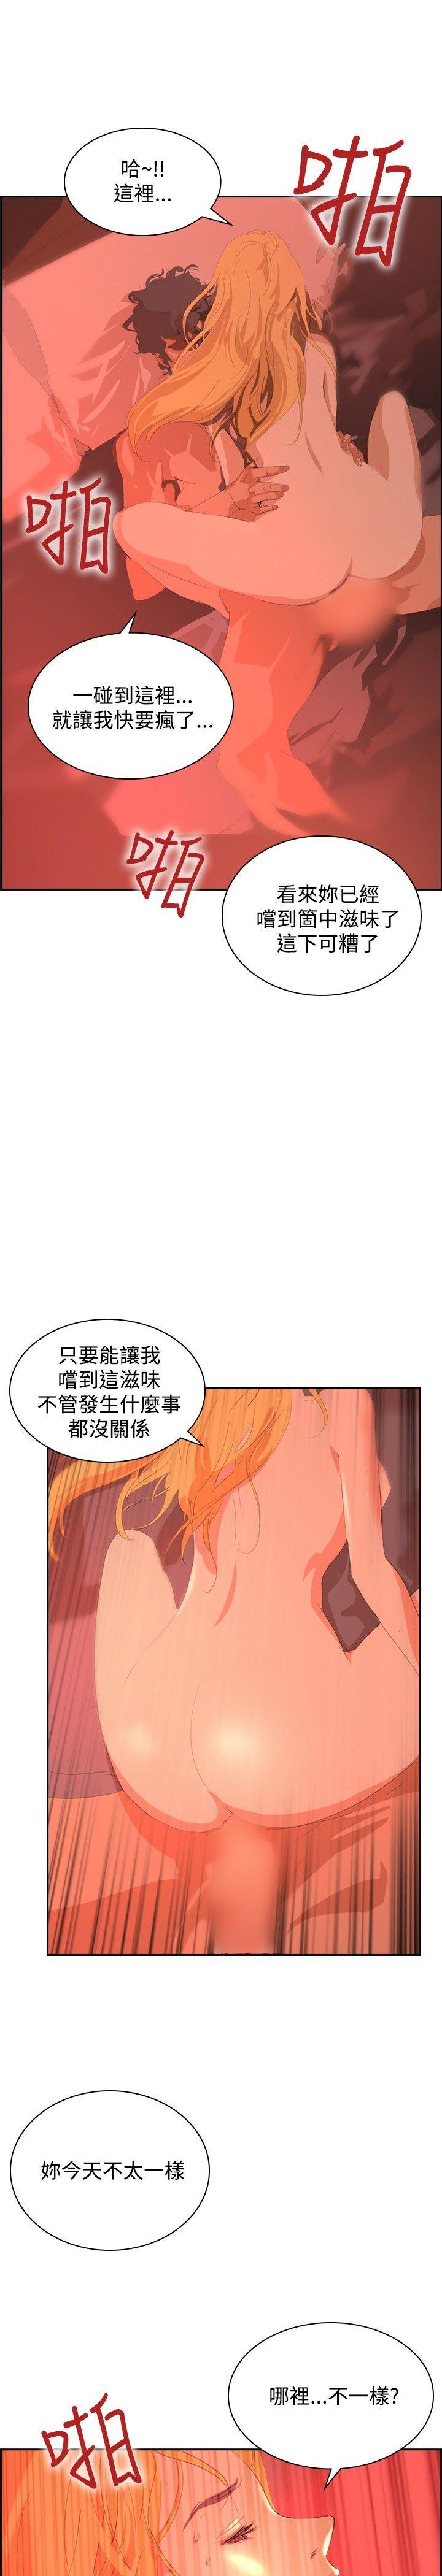 哈~!!
這裡...
啪
啪
一碰到這裡...
就讓我快要瘋了...
啪
看來妳已經
嚐到箇中滋味了
這下可糟了
只要能讓我
嚐到這滋味
不管發生什麼事
都沒關係
妳今天不太一樣
哪裡...不一樣?
啪